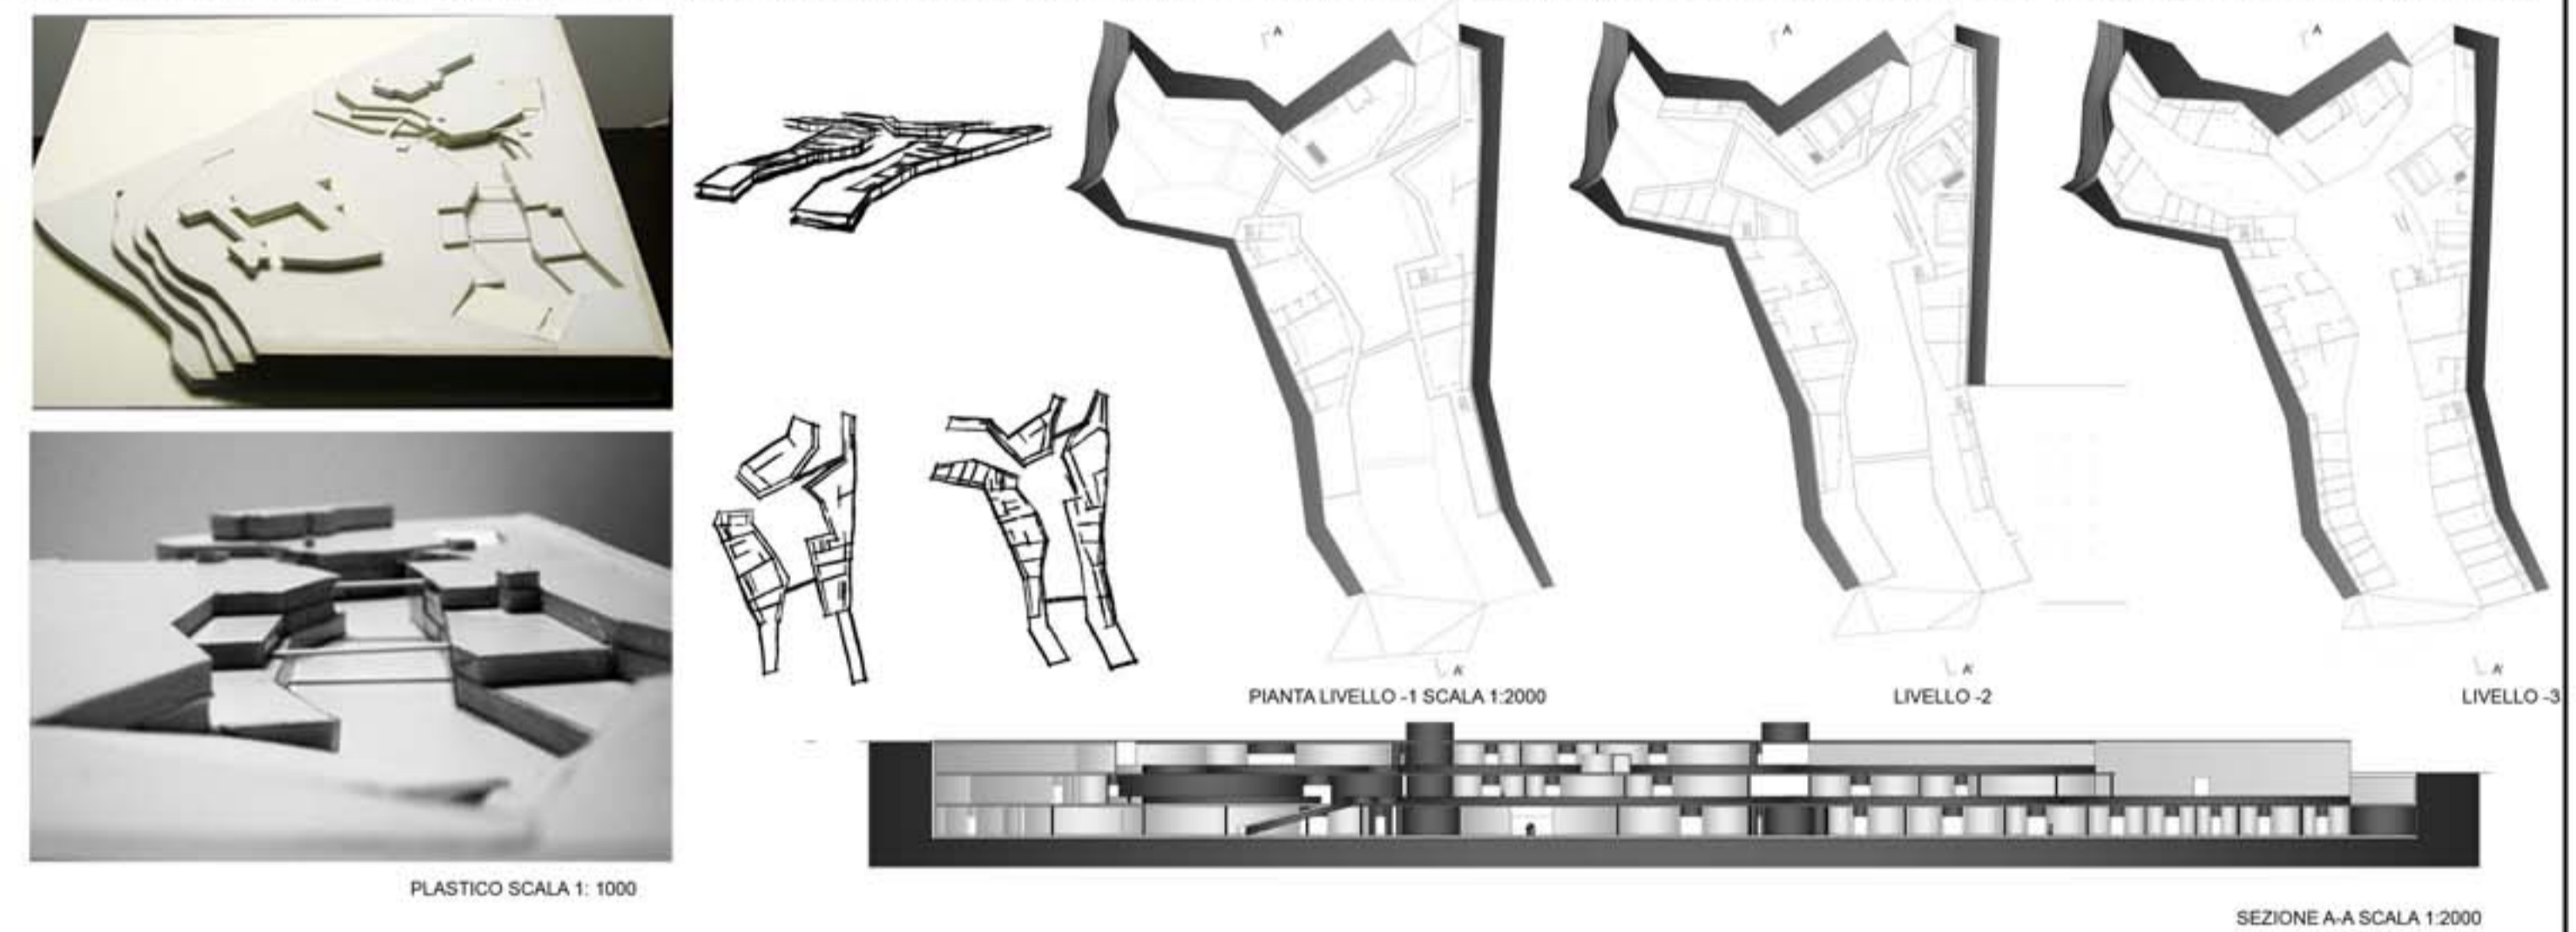 A
A
A
A'
A'
A'
PIANTA LIVELLO -1 SCALA 1:2000
LIVELLO -2
LIVELLO -3
PLASTICO SCALA 1: 1000
SEZIONE A-A SCALA 1:2000